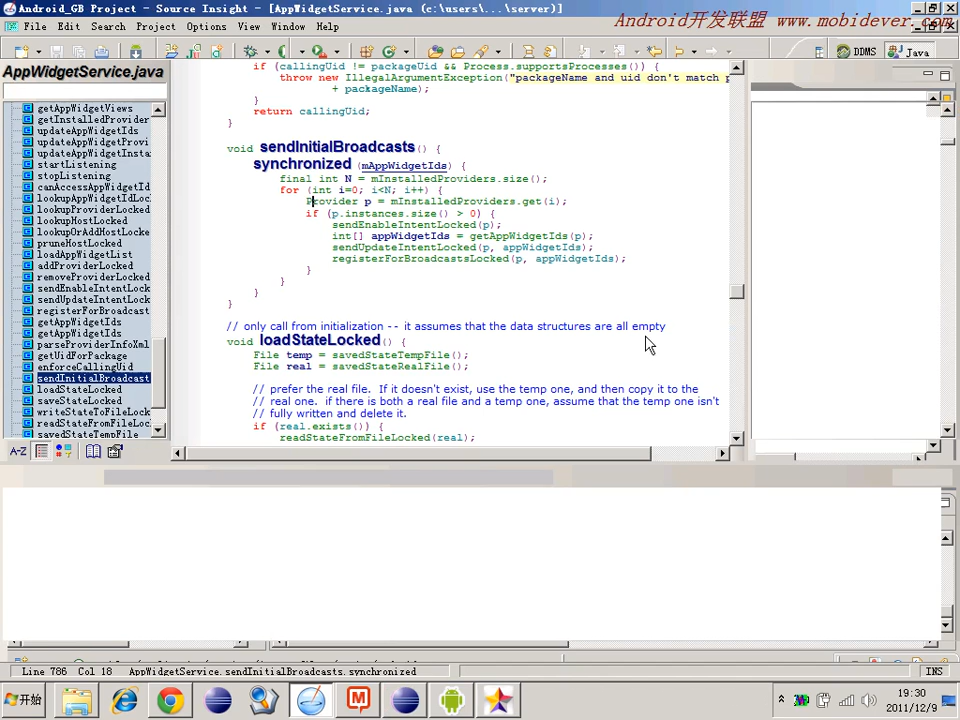 Android_GB Project - Source Insight - [AppWidgetService.java (c:\users\...\server)]
Android开发联盟 www.mobidever.com
File Edit Search Project Options View Window Help
DDMS Java
AppWidgetService.java
getAppWidgetViews
getInstalledProvider
updateAppWidgetIds
updateAppWidgetProvi
updateAppWidgetInsta
startListening
stopListening
canAccessAppWidgetId
lookupAppWidgetIdLoc
lookupProviderLocked
lookupHostLocked
lookupOrAddHostLocke
pruneHostLocked
loadAppWidgetList
addProviderLocked
removeProviderLocked
sendEnableIntentLock
sendUpdateIntentLock
registerForBroadcast
getAppWidgetIds
getAppWidgetIds
parseProviderInfoXml
getUidForPackage
enforceCallingUid
sendInitialBroadcast
loadStateLocked
saveStateLocked
writeStateToFileLock
readStateFromFileLoc
savedStateTempFile
A-Z
if (callingUid != packageUid && Process.supportsProcesses()) {
throw new IllegalArgumentException("packageName and uid don't match p
+ packageName);
}
return callingUid;
}
void sendInitialBroadcasts() {
synchronized (mAppWidgetIds) {
final int N = mInstalledProviders.size();
for (int i=0; i<N; i++) {
Provider p = mInstalledProviders.get(i);
if (p.instances.size() > 0) {
sendEnableIntentLocked(p);
int[] appWidgetIds = getAppWidgetIds(p);
sendUpdateIntentLocked(p, appWidgetIds);
registerForBroadcastsLocked(p, appWidgetIds);
}
}
}
}
// only call from initialization -- it assumes that the data structures are all empty
void loadStateLocked() {
File temp = savedStateTempFile();
File real = savedStateRealFile();
// prefer the real file. If it doesn't exist, use the temp one, and then copy it to the
// real one. if there is both a real file and a temp one, assume that the temp one isn't
// fully written and delete it.
if (real.exists()) {
readStateFromFileLocked(real);
Line 786 Col 18 AppWidgetService.sendInitialBroadcasts.synchronized
INS
开始
19:30
2011/12/9